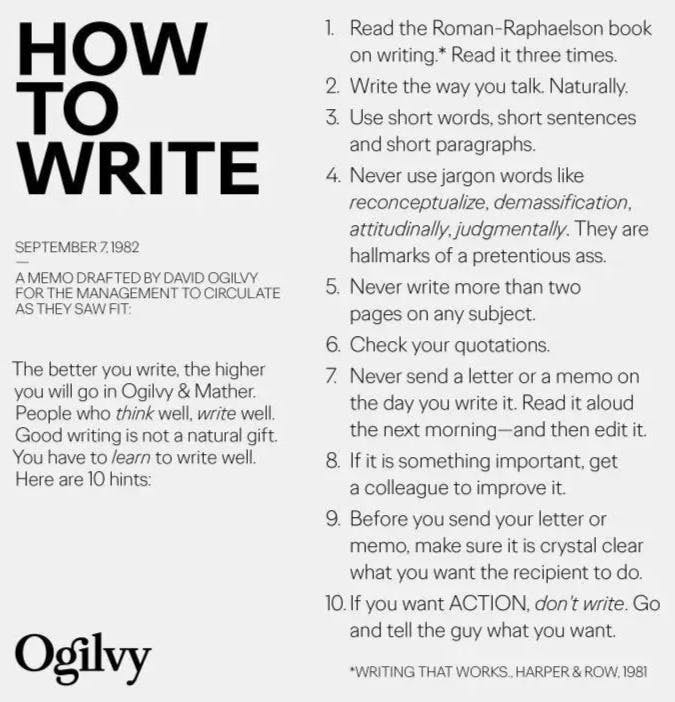 HOW
TO
WRITE
SEPTEMBER 7, 1982
—
A MEMO DRAFTED BY DAVID OGILVY
FOR THE MANAGEMENT TO CIRCULATE
AS THEY SAW FIT:
The better you write, the higher
you will go in Ogilvy & Mather.
People who think well, write well.
Good writing is not a natural gift.
You have to learn to write well.
Here are 10 hints:
Ogilvy
1. Read the Roman-Raphaelson book
on writing.* Read it three times.
2. Write the way you talk. Naturally.
3. Use short words, short sentences
and short paragraphs.
4. Never use jargon words like
reconceptualize, demassification,
attitudinally, judgmentally. They are
hallmarks of a pretentious ass.
5. Never write more than two
pages on any subject.
6. Check your quotations.
7. Never send a letter or a memo on
the day you write it. Read it aloud
the next morning—and then edit it.
8. If it is something important, get
a colleague to improve it.
9. Before you send your letter or
memo, make sure it is crystal clear
what you want the recipient to do.
10. If you want ACTION, don't write. Go
and tell the guy what you want.
*WRITING THAT WORKS., HARPER & ROW, 1981